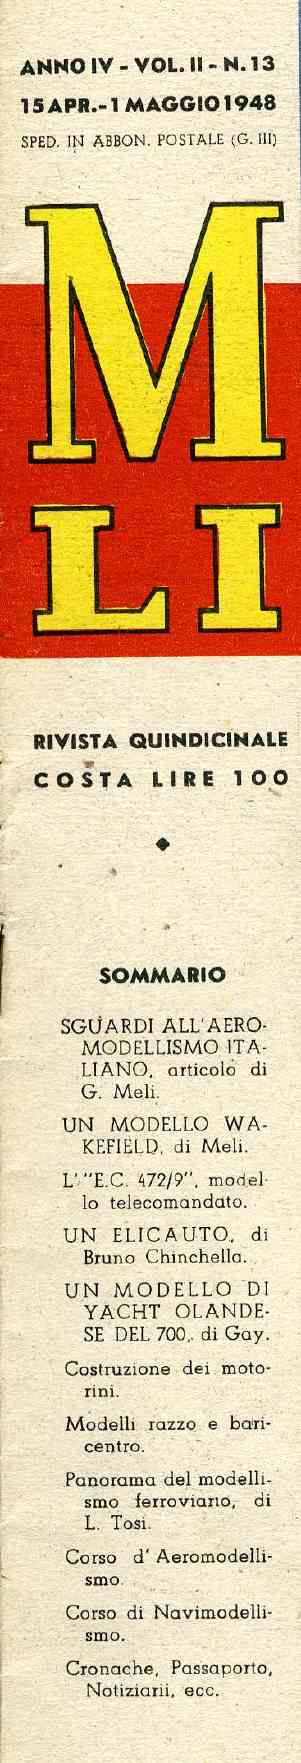 ANNO IV - VOL. II - N. 13
15 APR. - 1 MAGGIO 1948
SPED. IN ABBON. POSTALE (G. III)
M
LI
RIVISTA QUINDICINALE
COSTA LIRE 100
SOMMARIO
SGUARDI ALL'AERO-
MODELLISMO ITA-
LIANO, articolo di
G. Meli.
UN MODELLO WA-
KEFIELD, di Meli.
L' "E.C. 472/9", model-
lo telecomandato.
UN ELICAUTO, di
Bruno Chinchella.
UN MODELLO DI
YACHT OLANDE-
SE DEL 700, di Gay.
Costruzione dei moto-
rini.
Modelli razzo e bari-
centro.
Panorama del modelli-
smo ferroviario, di
L. Tosi.
Corso d'Aeromodelli-
smo.
Corso di Navimodelli-
smo.
Cronache, Passaporto,
Notiziarii, ecc.